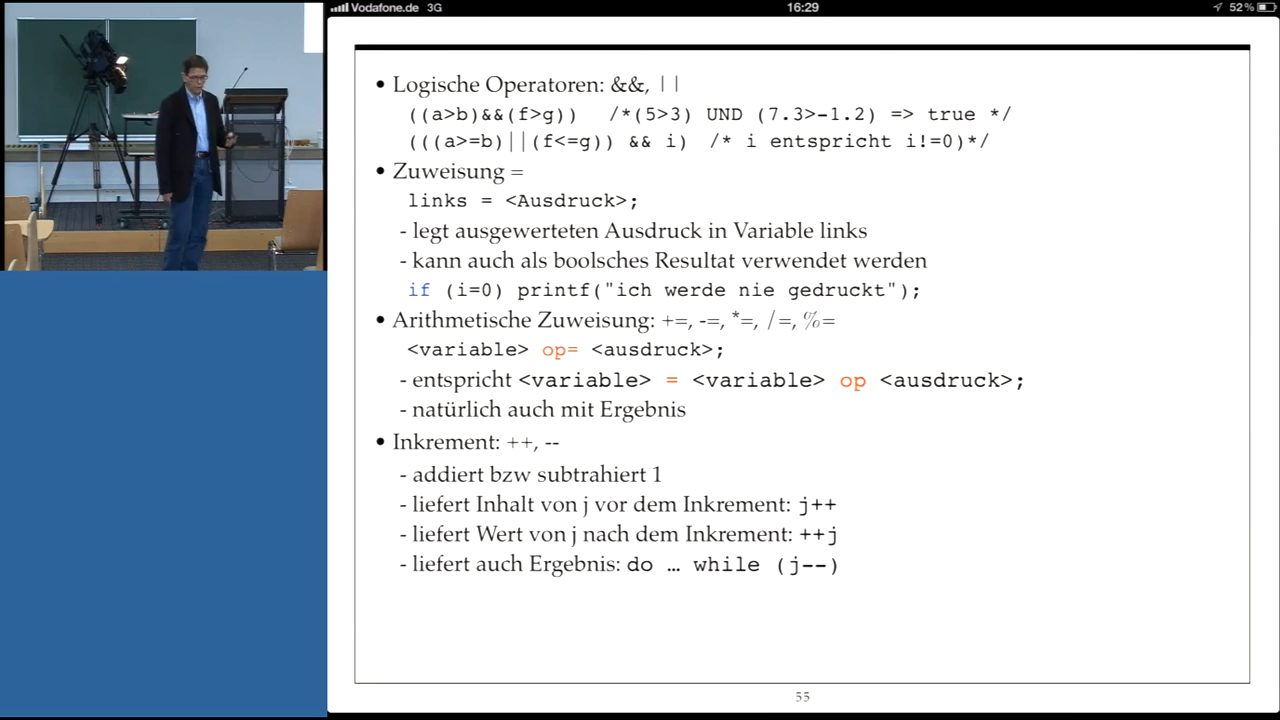 Vodafone.de 3G 16:29 52%
• Logische Operatoren: &&, ||
((a>b)&&(f>g)) /*(5>3) UND (7.3>-1.2) => true */
(((a>=b)||(f<=g)) && i) /* i entspricht i!=0)*/
• Zuweisung =
links = <Ausdruck>;
- legt ausgewerteten Ausdruck in Variable links
- kann auch als boolsches Resultat verwendet werden
if (i=0) printf("ich werde nie gedruckt");
• Arithmetische Zuweisung: +=, -=, *=, /=, %=
<variable> op= <ausdruck>;
- entspricht <variable> = <variable> op <ausdruck>;
- natürlich auch mit Ergebnis
• Inkrement: ++, --
- addiert bzw subtrahiert 1
- liefert Inhalt von j vor dem Inkrement: j++
- liefert Wert von j nach dem Inkrement: ++j
- liefert auch Ergebnis: do … while (j--)
55